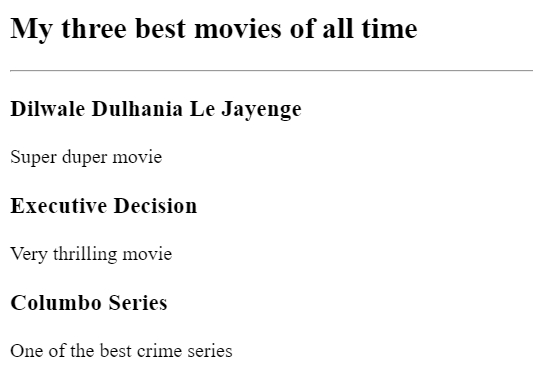 My three best movies of all time
Dilwale Dulhania Le Jayenge
Super duper movie
Executive Decision
Very thrilling movie
Columbo Series
One of the best crime series